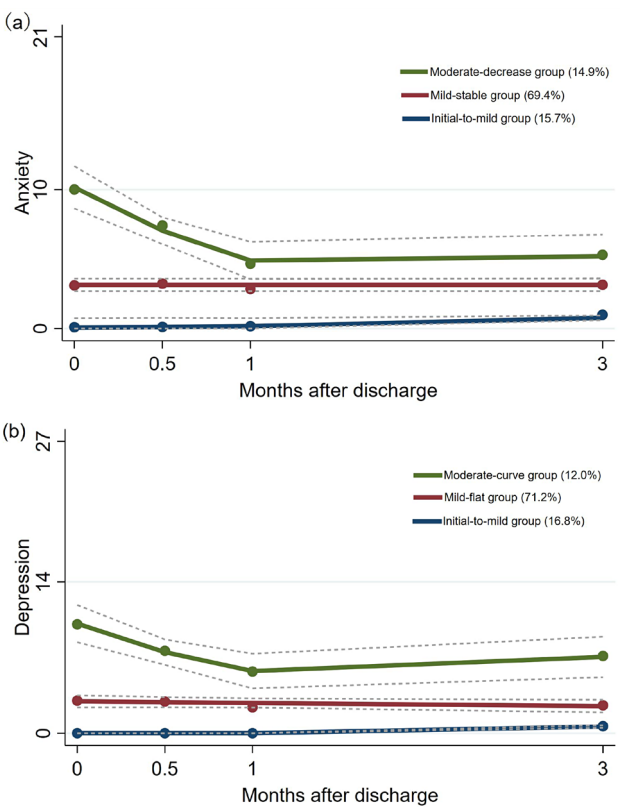 (a)
21
Moderate-decrease group (14.9%)
Mild-stable group (69.4%)
Initial-to-mild group (15.7%)
Anxiety
10
0
0 0.5 1 3
Months after discharge
(b)
27
Moderate-curve group (12.0%)
Mild-flat group (71.2%)
Initial-to-mild group (16.8%)
Depression
14
0
0 0.5 1 3
Months after discharge